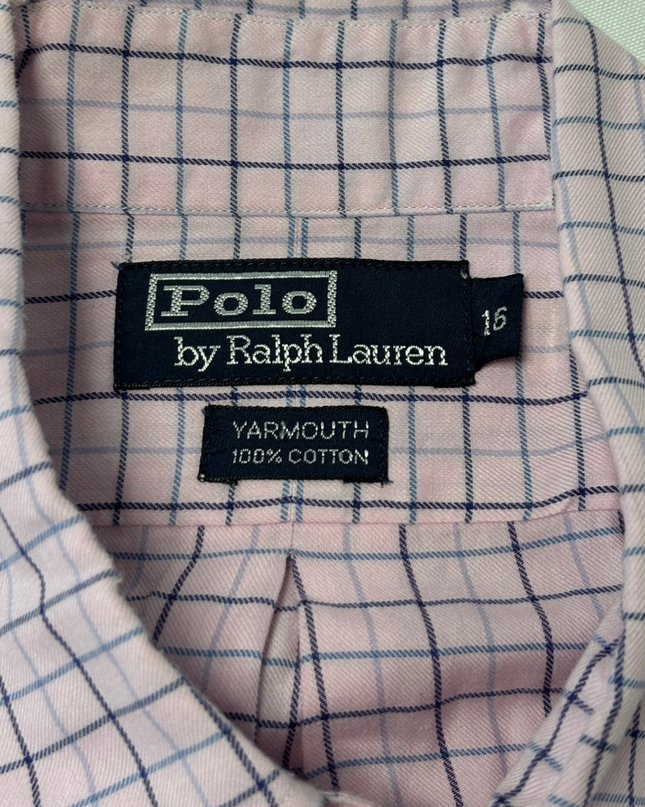 Polo
by Ralph Lauren
16
YARMOUTH
100% COTTON